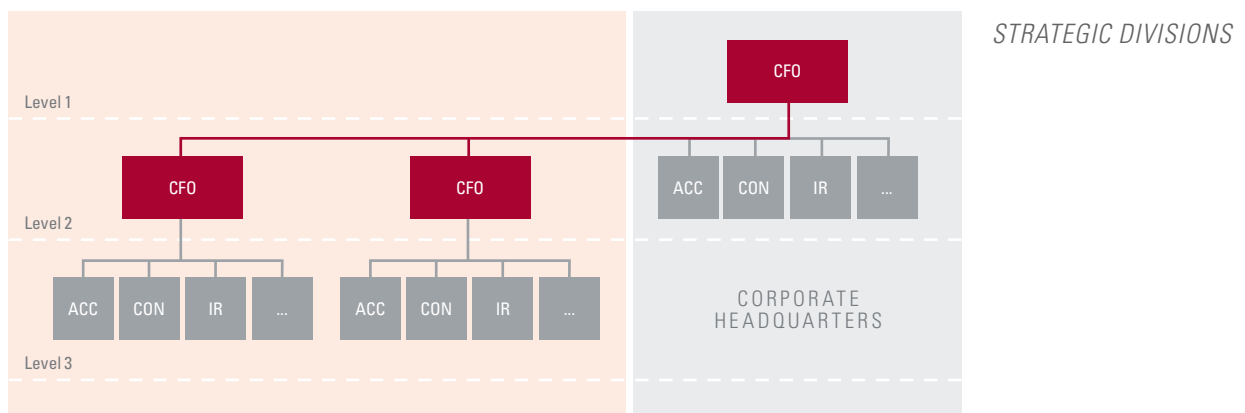 STRATEGIC DIVISIONS
CFO
Level 1
CFO
CFO
ACC
CON
IR
...
Level 2
ACC
CON
IR
...
ACC
CON
IR
...
CORPORATE
HEADQUARTERS
Level 3